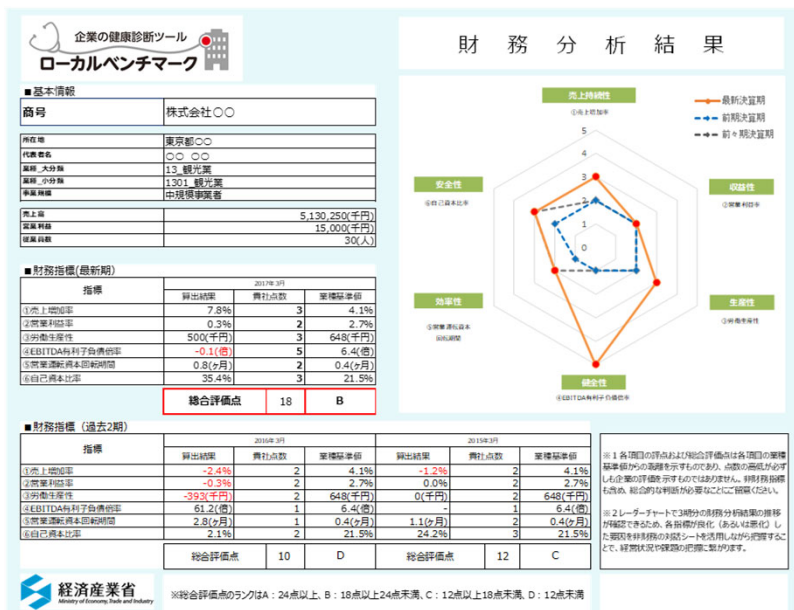 企業の健康診断ツール
ローカルベンチマーク
財務分析結果
■基本情報
商号 株式会社○○
所在地 東京都○○
代表者名 ○○ ○○
業種_大分類 13_観光業
業種_小分類 1301_観光業
事業規模 中規模事業者
売上高 5,130,250(千円)
営業利益 15,000(千円)
従業員数 30(人)
■財務指標(最新期)
指標 2017年3月
算出結果 貴社点数 業種基準値
①売上増加率 7.8% 3 4.1%
②営業利益率 0.3% 2 2.7%
③労働生産性 500(千円) 3 648(千円)
④EBITDA有利子負債倍率 -0.1(倍) 5 6.4(倍)
⑤営業運転資本回転期間 0.8(ヶ月) 2 0.4(ヶ月)
⑥自己資本比率 35.4% 3 21.5%
総合評価点 18 B
売上持続性
①売上増加率
最新決算期
前期決算期
前々期決算期
5
4
3
2
1
0
収益性
②営業利益率
生産性
③労働生産性
健全性
④EBITDA有利子負債倍率
効率性
⑤営業運転資本
回転期間
安全性
⑥自己資本比率
■財務指標(過去2期)
指標 2016年3月 2015年3月
算出結果 貴社点数 業種基準値 算出結果 貴社点数 業種基準値
①売上増加率 -2.4% 2 4.1% -1.2% 2 4.1%
②営業利益率 -0.3% 2 2.7% 0.0% 2 2.7%
③労働生産性 -393(千円) 2 648(千円) 0(千円) 2 648(千円)
④EBITDA有利子負債倍率 61.2(倍) 1 6.4(倍) - 1 6.4(倍)
⑤営業運転資本回転期間 2.8(ヶ月) 1 0.4(ヶ月) 1.1(ヶ月) 2 0.4(ヶ月)
⑥自己資本比率 2.1% 2 21.5% 24.2% 3 21.5%
総合評価点 10 D 総合評価点 12 C
※1各項目の評点および総合評価点は各項目の業種
基準値からの乖離を示すものであり、点数の高低が必ず
しも企業の評価を示すものではありません。非財務指標
も含め、総合的な判断が必要なことにご留意ください。
※2レーダーチャートで3期分の財務分析結果の推移
が確認できるため、各指標が良化(あるいは悪化)し
た要因を非財務の対話シートを活用しながら把握するこ
とで、経営状況や課題の把握に繋がります。
経済産業省
Ministry of Economy, Trade and Industry
※総合評価点のランクはA:24点以上、B:18点以上24点未満、C:12点以上18点未満、D:12点未満